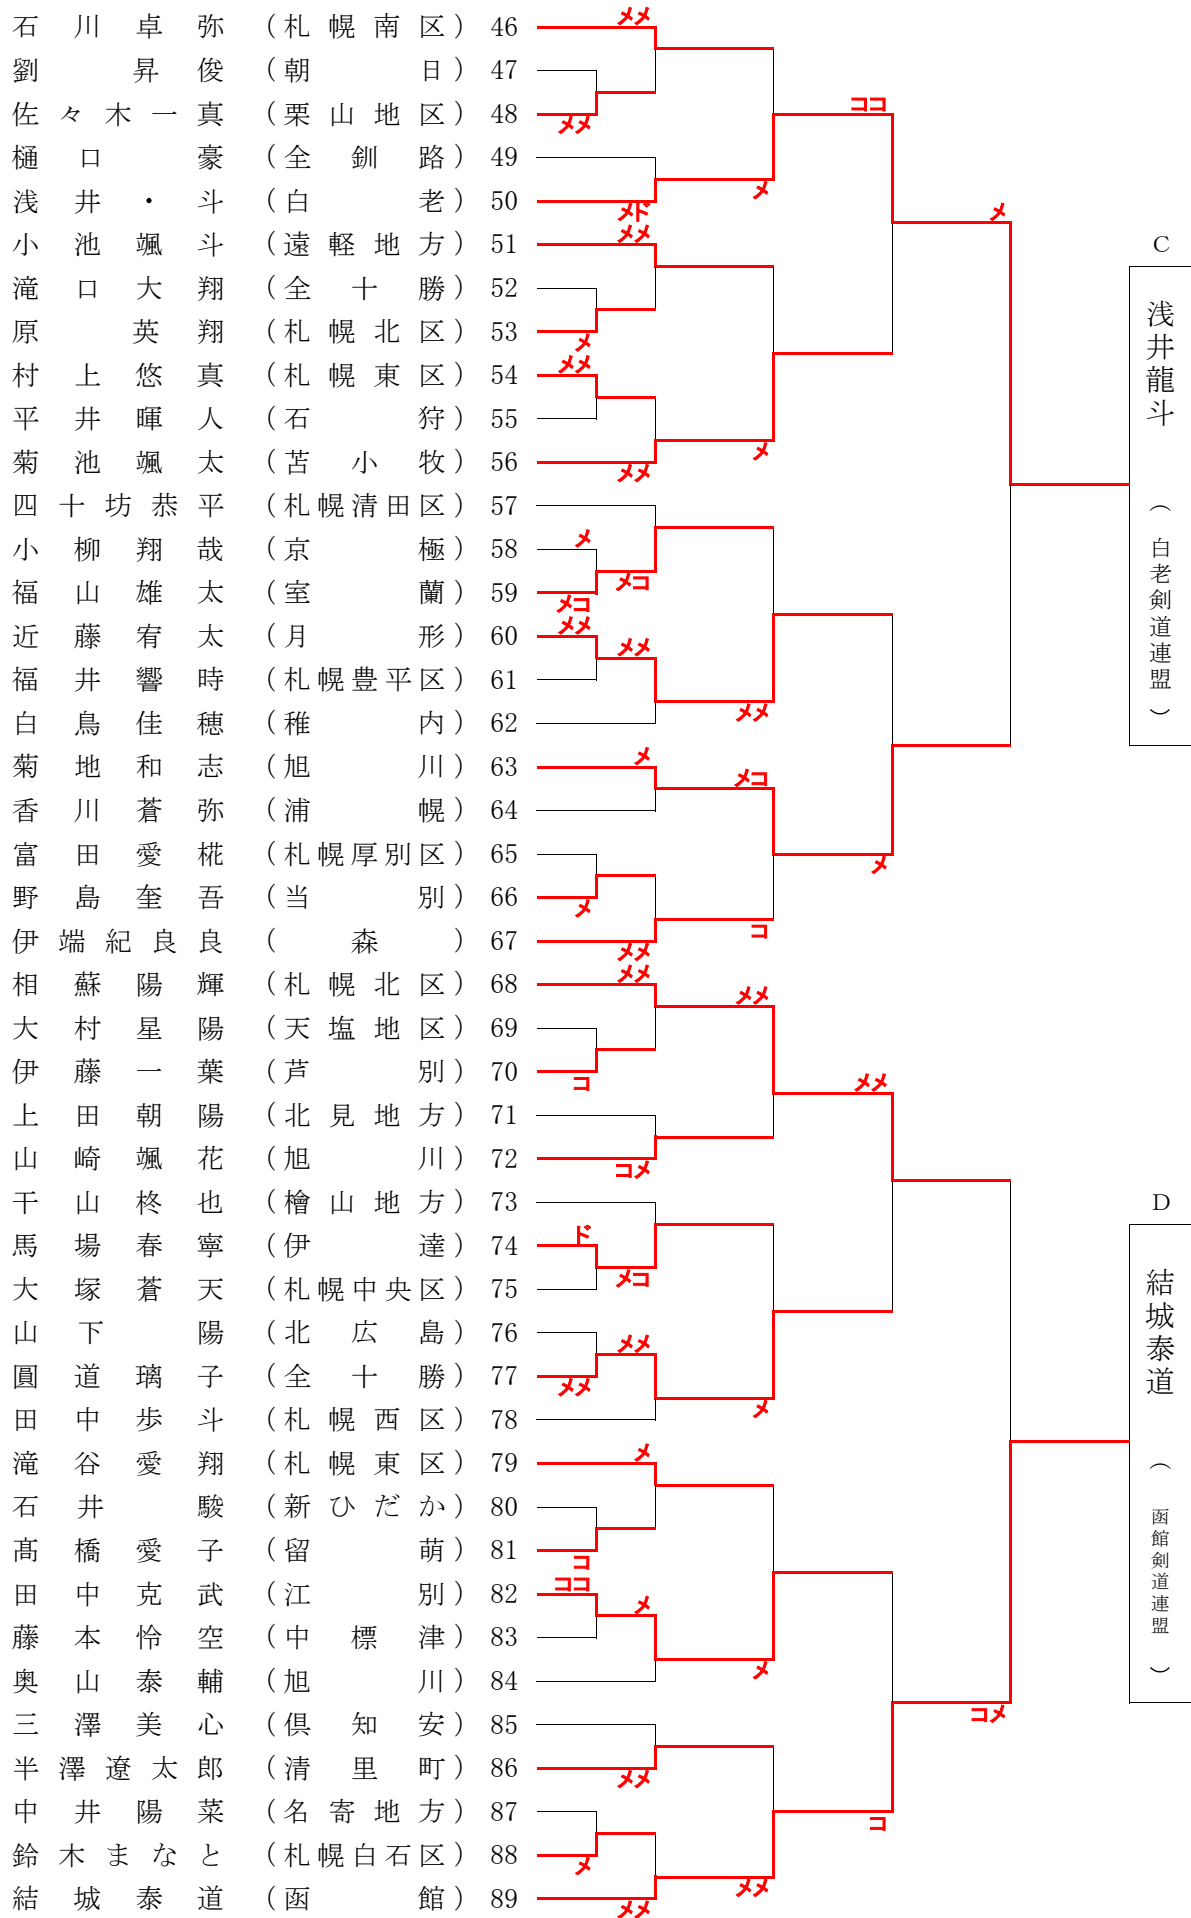 石川卓弥（札幌南区）46
劉昇俊（朝日）47
佐々木一真（栗山地区）48
樋口豪（全釧路）49
浅井・斗（白老）50
小池颯斗（遠軽地方）51
滝口大翔（全十勝）52
原英翔（札幌北区）53
村上悠真（札幌東区）54
平井暉人（石狩）55
菊池颯太（苫小牧）56
四十坊恭平（札幌清田区）57
小柳翔哉（京極）58
福山雄太（室蘭）59
近藤宥太（月形）60
福井響時（札幌豊平区）61
白鳥佳穂（稚内）62
菊地和志（旭川）63
香川蒼弥（浦幌）64
富田愛椛（札幌厚別区）65
野島奎吾（当別）66
伊端紀良良（森）67
相蘇陽輝（札幌北区）68
大村星陽（天塩地区）69
伊藤一葉（芦別）70
上田朝陽（北見地方）71
山崎颯花（旭川）72
干山柊也（檜山地方）73
馬場春寧（伊達）74
大塚蒼天（札幌中央区）75
山下陽（北広島）76
圓道璃子（全十勝）77
田中歩斗（札幌西区）78
滝谷愛翔（札幌東区）79
石井駿（新ひだか）80
髙橋愛子（留萌）81
田中克武（江別）82
藤本怜空（中標津）83
奥山泰輔（旭川）84
三澤美心（倶知安）85
半澤遼太郎（清里町）86
中井陽菜（名寄地方）87
鈴木まなと（札幌白石区）88
結城泰道（函館）89
メメ
メメ
メド
メメ
メ
メメ
メメ
メ
メコ
メメ
メ
メメ
メメ
コ
コメ
ド
メメ
メ
コ
ココ
メメ
メ
メメ
メ
メ
メコ
メメ
メメ
メコ
コ
メメ
メコ
メメ
メ
メ
メ
メメ
ココ
メ
メメ
コ
メ
コメ
C
浅井龍斗
（白老剣道連盟）
D
結城泰道
（函館剣道連盟）